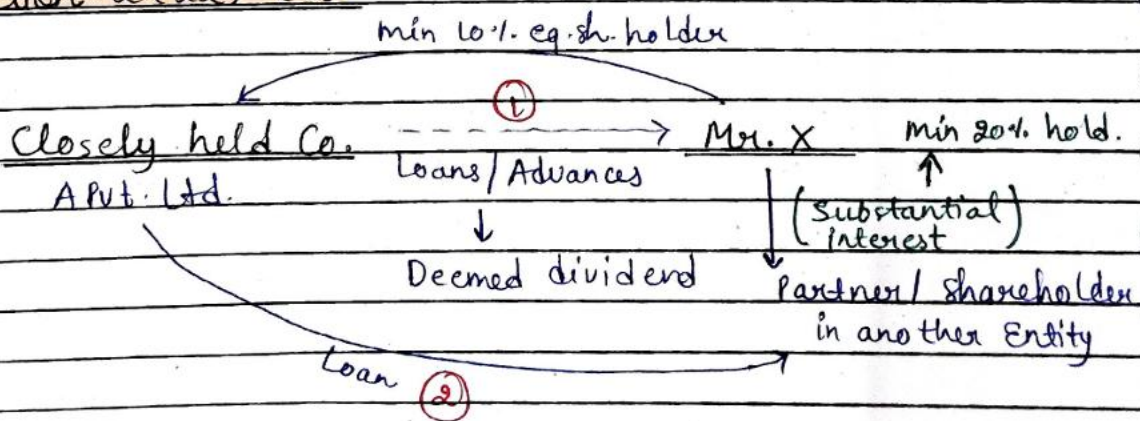 min 10%. eq. sh. holder
①
Closely held Co. Mr. X min 20% hold.
A Pvt. Ltd. Loans/Advances (Substantial interest)
Deemed dividend Partner/ Shareholder
in another Entity
Loan ②